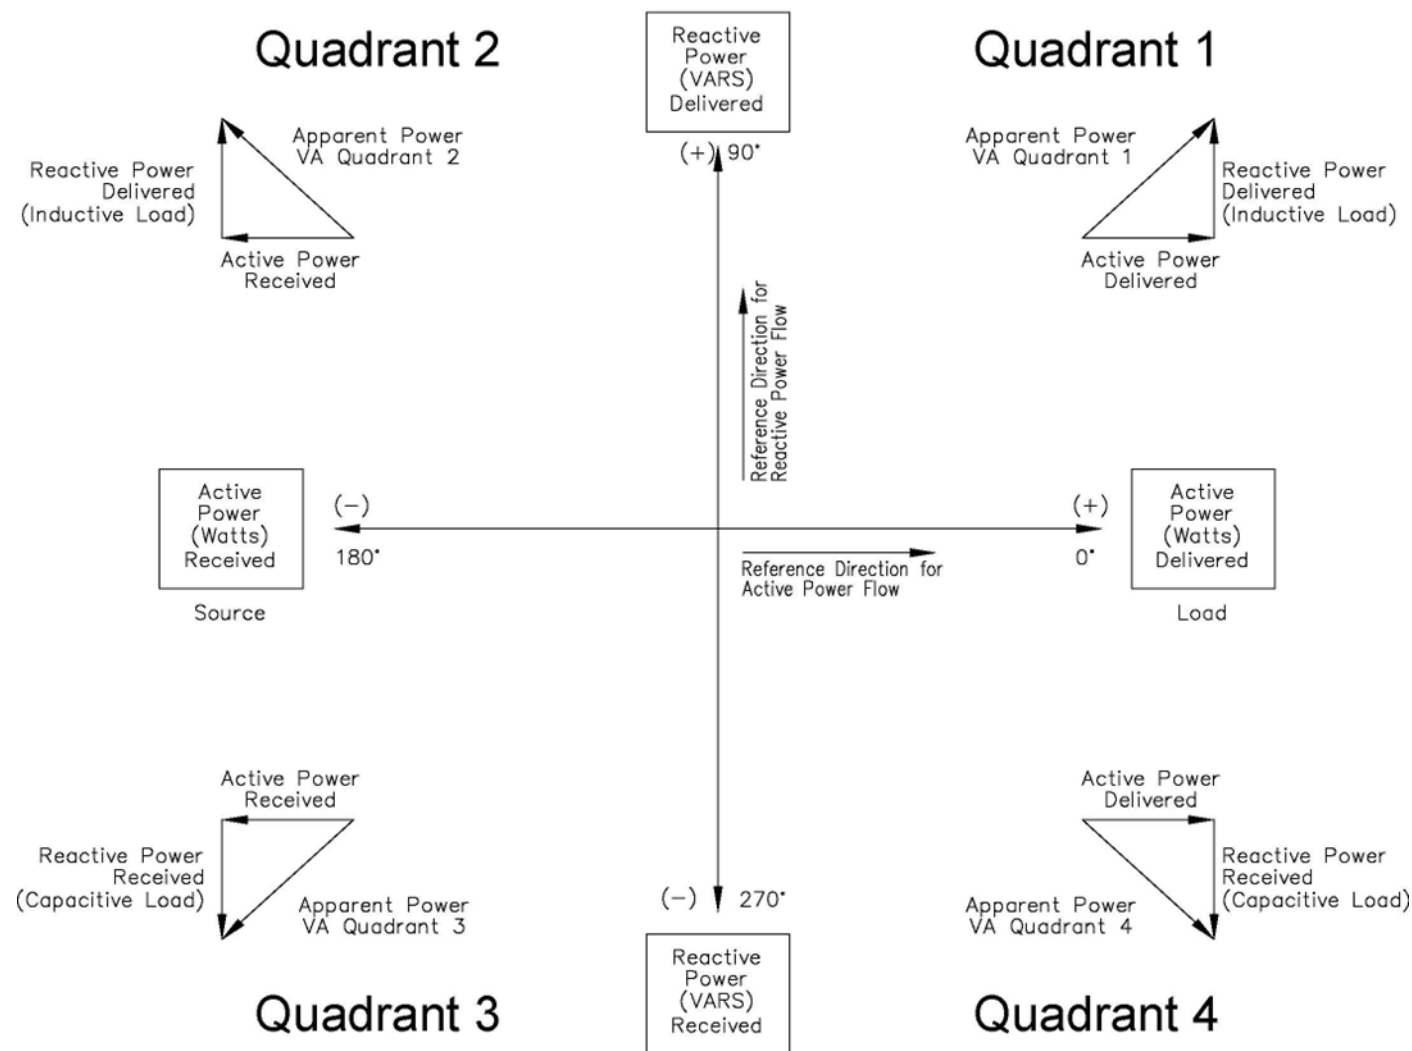 Quadrant 2
Reactive
Power
(VARS)
Delivered
Quadrant 1
Apparent Power
VA Quadrant 2
Reactive Power
Delivered
(Inductive Load)
Active Power
Received
(+) 90°
Apparent Power
VA Quadrant 1
Reactive Power
Delivered
(Inductive Load)
Active Power
Delivered
Reference Direction for
Reactive Power Flow
Active
Power
(Watts)
Received
Source
(-)
180°
(+)
0°
Reference Direction for
Active Power Flow
Active
Power
(Watts)
Delivered
Load
Active Power
Received
Reactive Power
Received
(Capacitive Load)
Apparent Power
VA Quadrant 3
(-) 270°
Active Power
Delivered
Reactive Power
Received
(Capacitive Load)
Apparent Power
VA Quadrant 4
Quadrant 3
Reactive
Power
(VARS)
Received
Quadrant 4